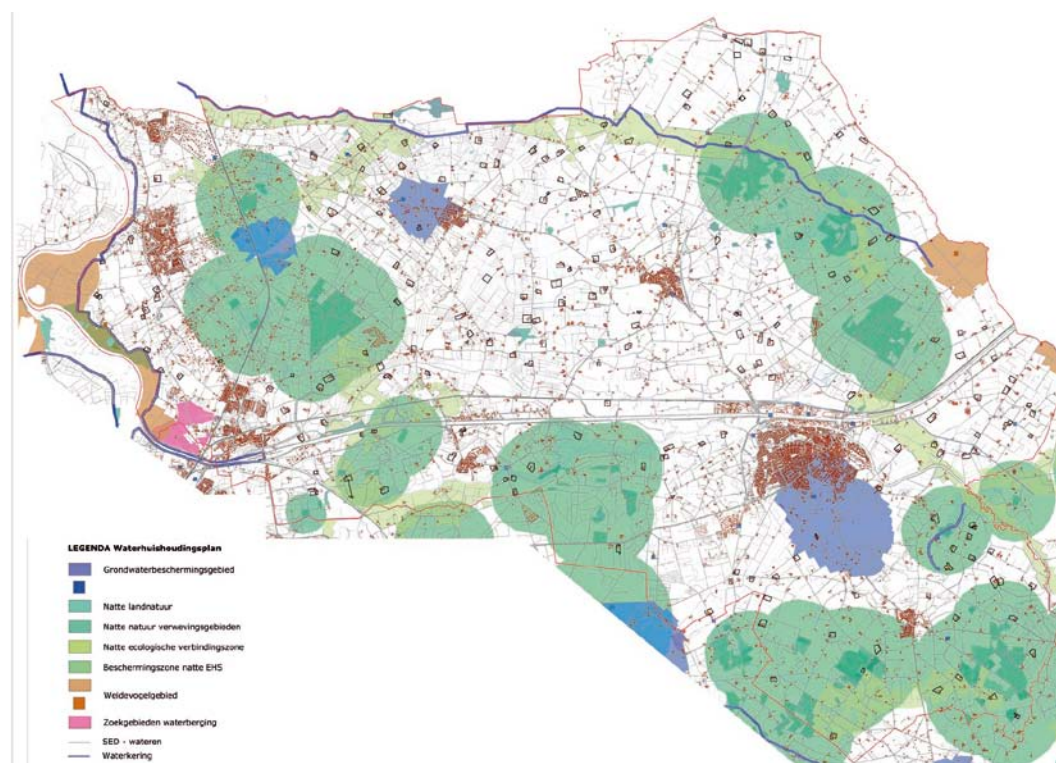 LEGENDA Waterhuishoudingsplan
Grondwaterbeschermingsgebied
Natte landnatuur
Natte natuur verwevingsgebieden
Natte ecologische verbindingszone
Beschermingszone natte EHS
Weidevogelgebied
Zoekgebieden waterberging
SED - wateren
Waterkering